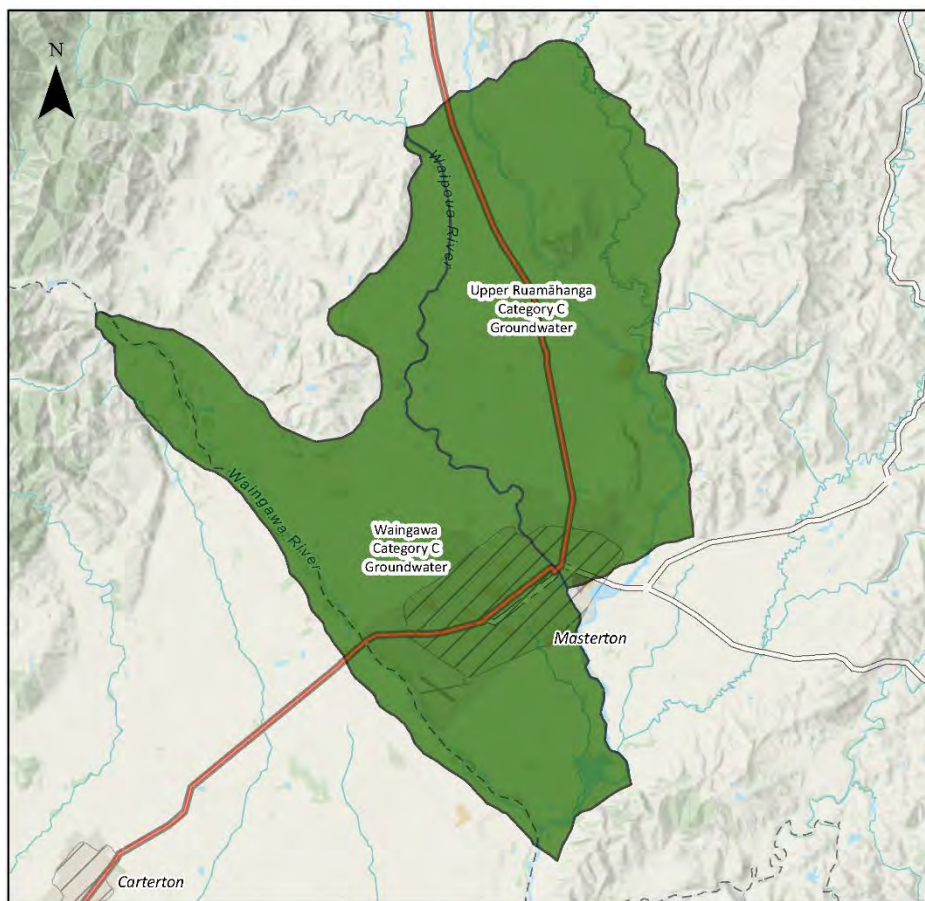 N
Waipoua River
Upper Ruamāhanga
Category C
Groundwater
Waingawa River
Waingawa
Category C
Groundwater
Masterton
Carterton